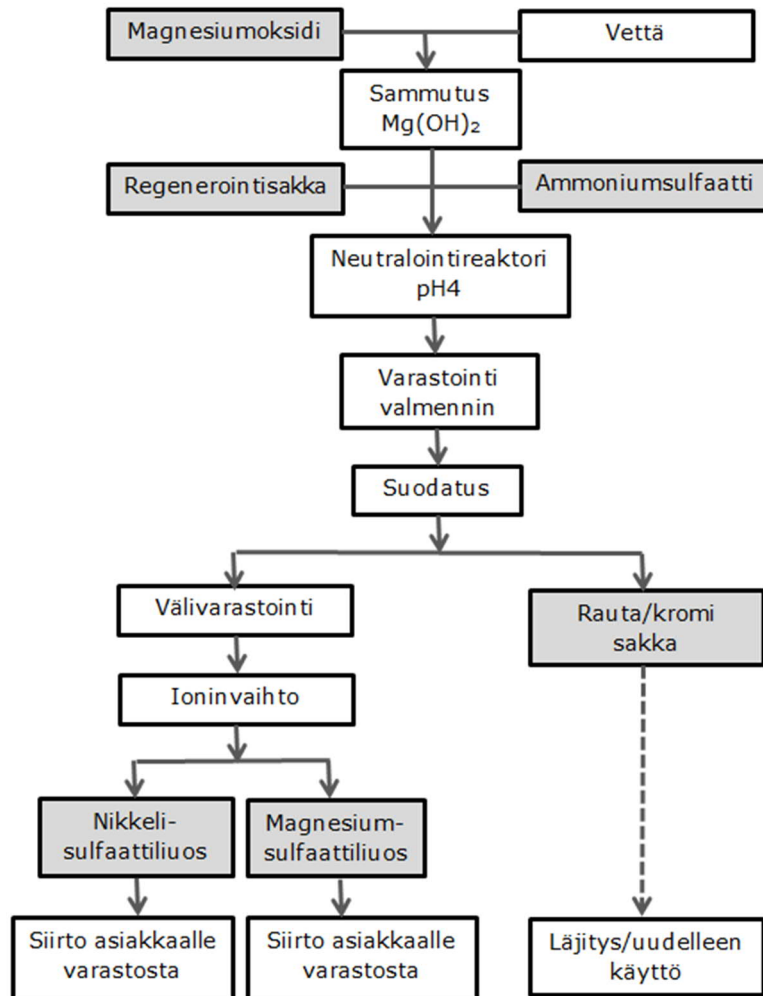 Magnesiumoksidi
Vettä
Sammutus
Mg(OH)₂
Regenerointisakka
Ammoniumsulfaatti
Neutralointireaktori
pH4
Varastointi
valmennin
Suodatus
Välivarastointi
Rauta/kromi
sakka
Ioninvaihto
Nikkeli-
sulfaattiliuos
Magnesium-
sulfaattiliuos
Siirto asiakkaalle
varastosta
Siirto asiakkaalle
varastosta
Läjitys/uudelleen
käyttö